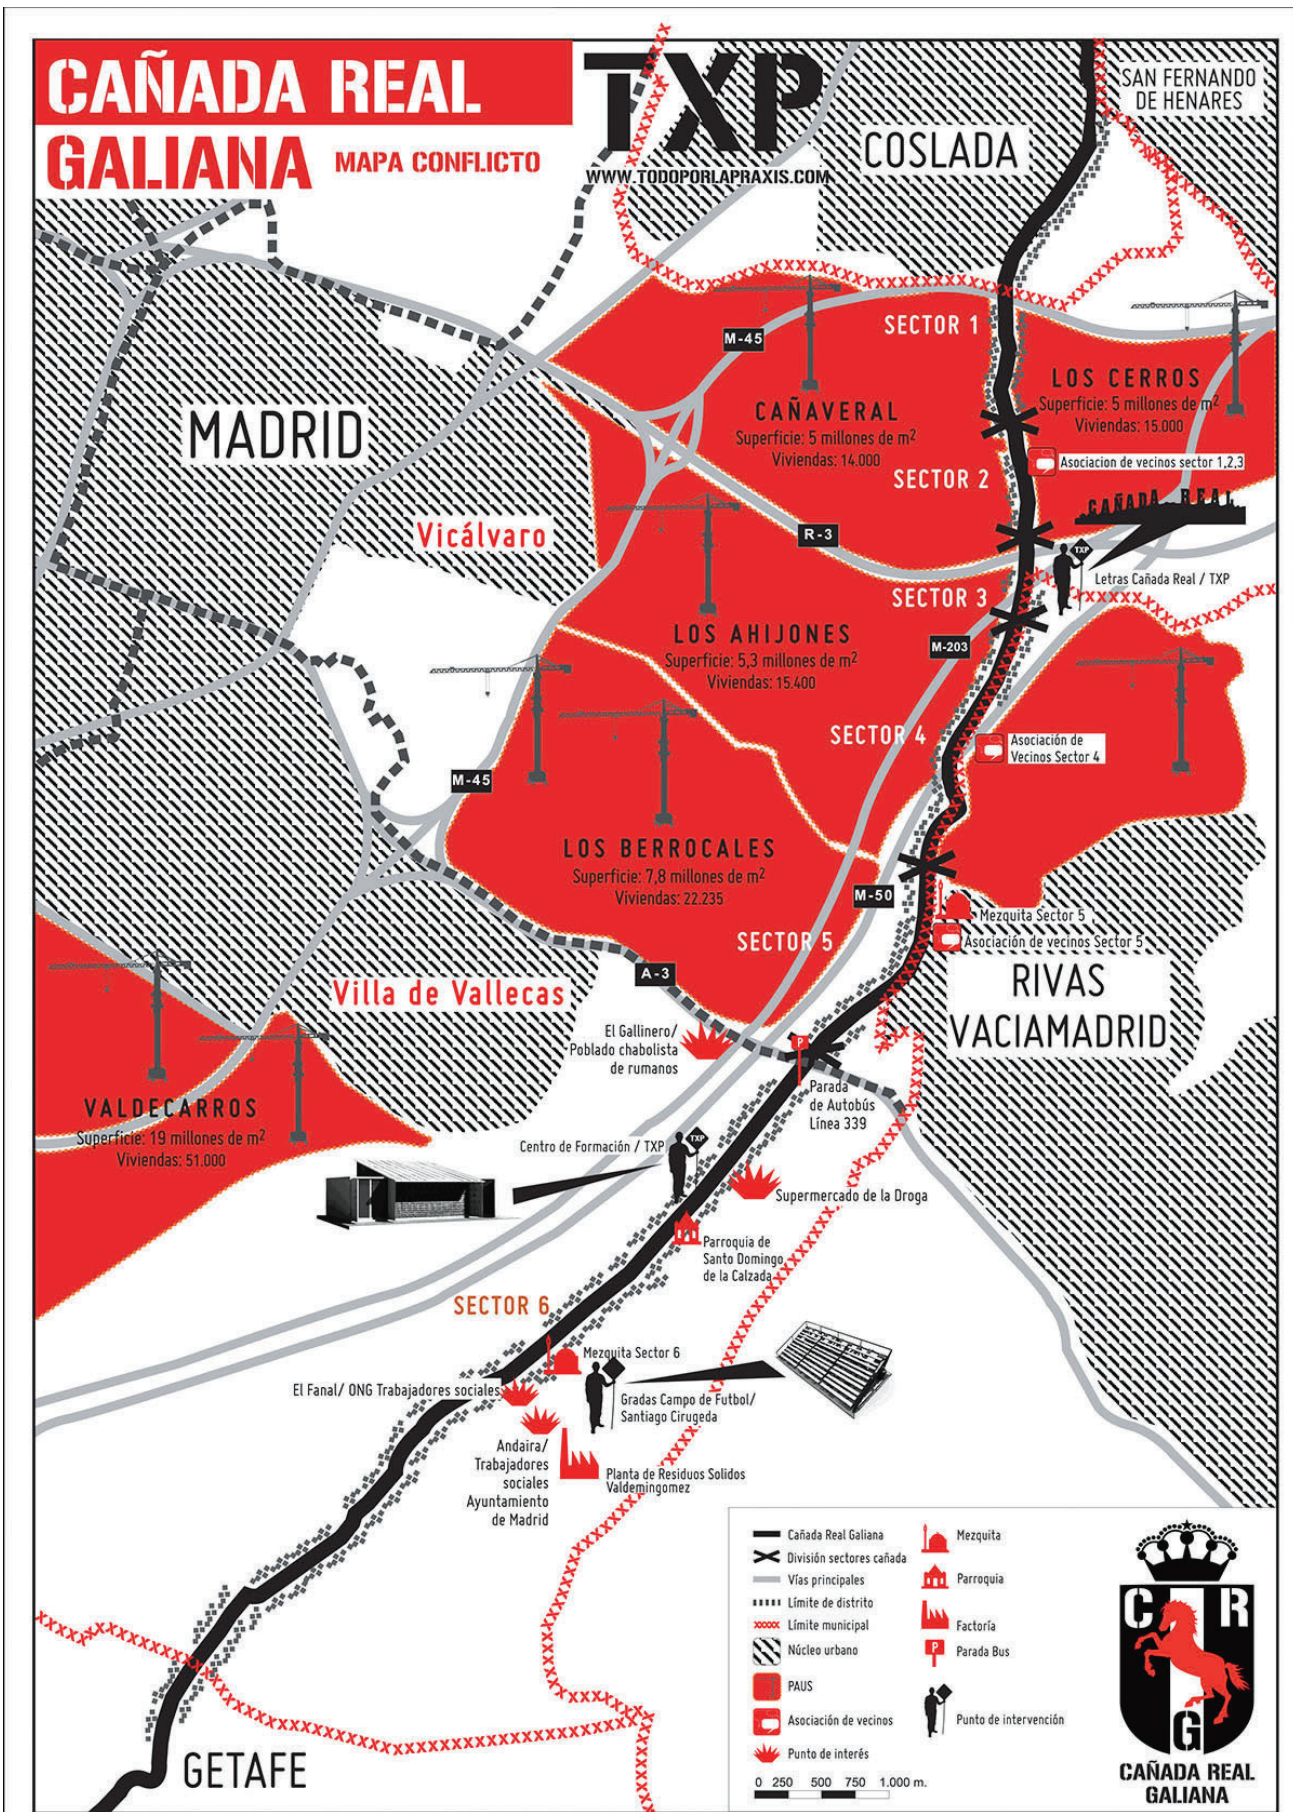 CAÑADA REAL
GALIANA MAPA CONFLICTO
TXP
WWW.TODOPORLAPRAXIS.COM
SAN FERNANDO
DE HENARES
COSLADA
SECTOR 1
M-45
LOS CERROS
Superficie: 5 millones de m²
Viviendas: 15.000
CAÑAVERAL
Superficie: 5 millones de m²
Viviendas: 14.000
MADRID
Asociacion de vecinos sector 1,2,3
SECTOR 2
CAÑADA REAL
Vicálvaro
R-3
TXP
Letras Cañada Real / TXP
SECTOR 3
LOS AHIJONES
Superficie: 5,3 millones de m²
Viviendas: 15.400
M-203
SECTOR 4
Asociación de
Vecinos Sector 4
M-45
LOS BERROCALES
Superficie: 7,8 millones de m²
Viviendas: 22.235
M-50
Mezquita Sector 5
SECTOR 5
Asociación de vecinos Sector 5
A-3
RIVAS
VACIAMADRID
Villa de Vallecas
El Gallinero/
Poblado chabolista
de rumanos
P
Parada
de Autobús
Línea 339
VALDECARROS
Superficie: 19 millones de m²
Viviendas: 51.000
Centro de Formación / TXP
TXP
Supermercado de la Droga
Parroquia de
Santo Domingo
de la Calzada
SECTOR 6
Mezquita Sector 6
El Fanal/ ONG Trabajadores sociales
Gradas Campo de Futbol/
Santiago Cirugeda
Andaira/
Trabajadores
sociales
Ayuntamiento
de Madrid
Planta de Residuos Solidos
Valdemingomez
GETAFE
Cañada Real Galiana
División sectores cañada
Vías principales
Límite de distrito
Límite municipal
Núcleo urbano
PAUS
Asociación de vecinos
Punto de interés
Mezquita
Parroquia
Factoría
P
Parada Bus
Punto de intervención
0 250 500 750 1.000 m.
C R
G
CAÑADA REAL
GALIANA